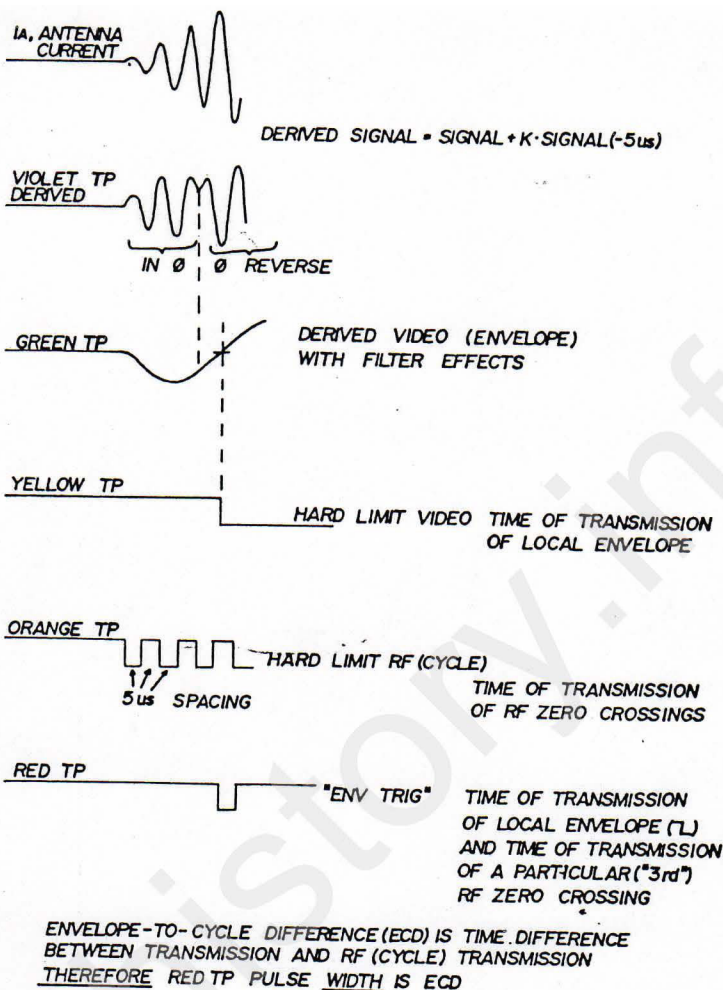 IA, ANTENNA
CURRENT
DERIVED SIGNAL = SIGNAL + K·SIGNAL(-5us)
VIOLET TP
DERIVED
IN Ø
Ø REVERSE
GREEN TP
DERIVED VIDEO (ENVELOPE)
WITH FILTER EFFECTS
YELLOW TP
HARD LIMIT VIDEO TIME OF TRANSMISSION
OF LOCAL ENVELOPE
ORANGE TP
HARD LIMIT RF (CYCLE)
5us SPACING
TIME OF TRANSMISSION
OF RF ZERO CROSSINGS
RED TP
"ENV TRIG"
TIME OF TRANSMISSION
OF LOCAL ENVELOPE (
)
AND TIME OF TRANSMISSION
OF A PARTICULAR ("3rd")
RF ZERO CROSSING
ENVELOPE-TO-CYCLE DIFFERENCE (ECD) IS TIME DIFFERENCE
BETWEEN TRANSMISSION AND RF (CYCLE) TRANSMISSION
THEREFORE RED TP PULSE WIDTH IS ECD
history.inf